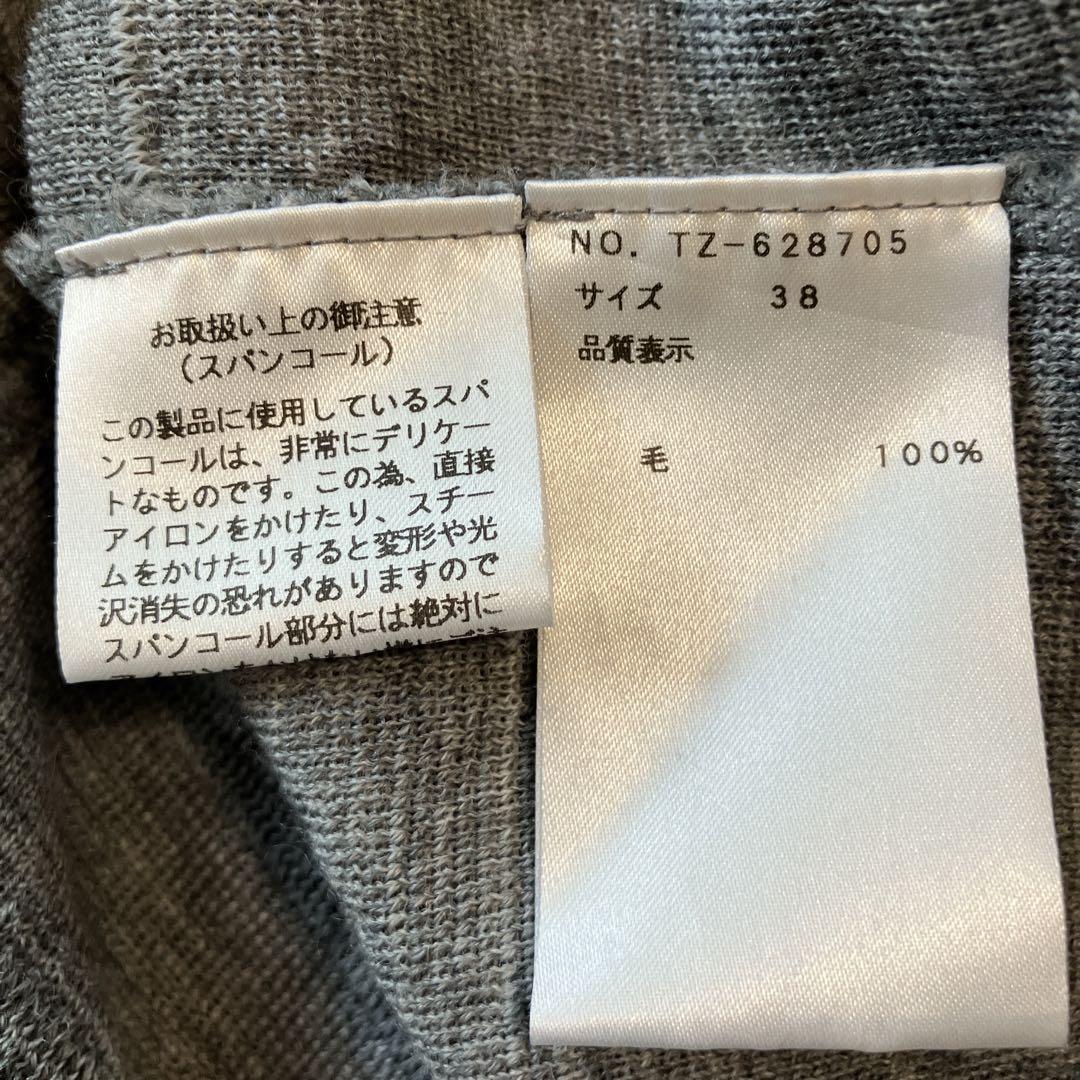 お取扱い上の御注意
（スパンコール）
この製品に使用しているスパ
ンコールは、非常にデリケー
トなものです。この為、直接
アイロンをかけたり、スチー
ムをかけたりすると変形や光
沢消失の恐れがありますので
スパンコール部分には絶対に
NO. TZ-628705
サイズ 38
品質表示
毛 100%